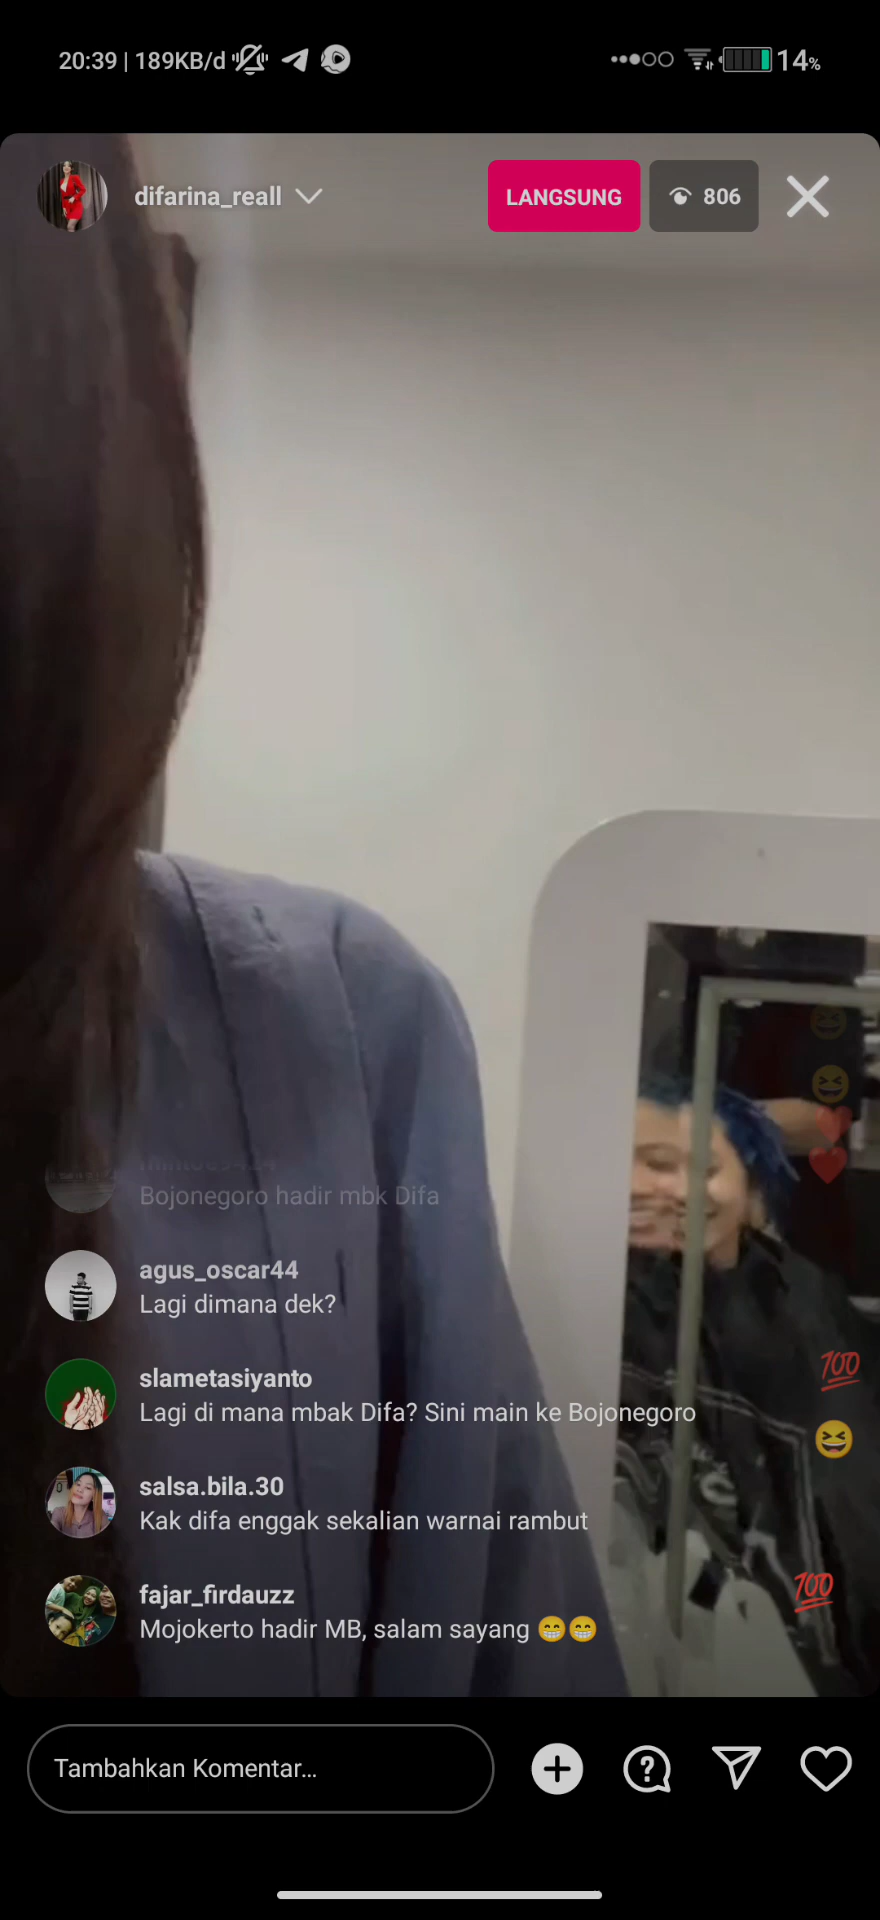 20:39 | 189KB/d
14%
difarina_reall
LANGSUNG
806
Bojonegoro hadir mbk Difa
agus_oscar44
Lagi dimana dek?
slametasiyanto
Lagi di mana mbak Difa? Sini main ke Bojonegoro
salsa.bila.30
Kak difa enggak sekalian warnai rambut
fajar_firdauzz
Mojokerto hadir MB, salam sayang 😁😁
Tambahkan Komentar...